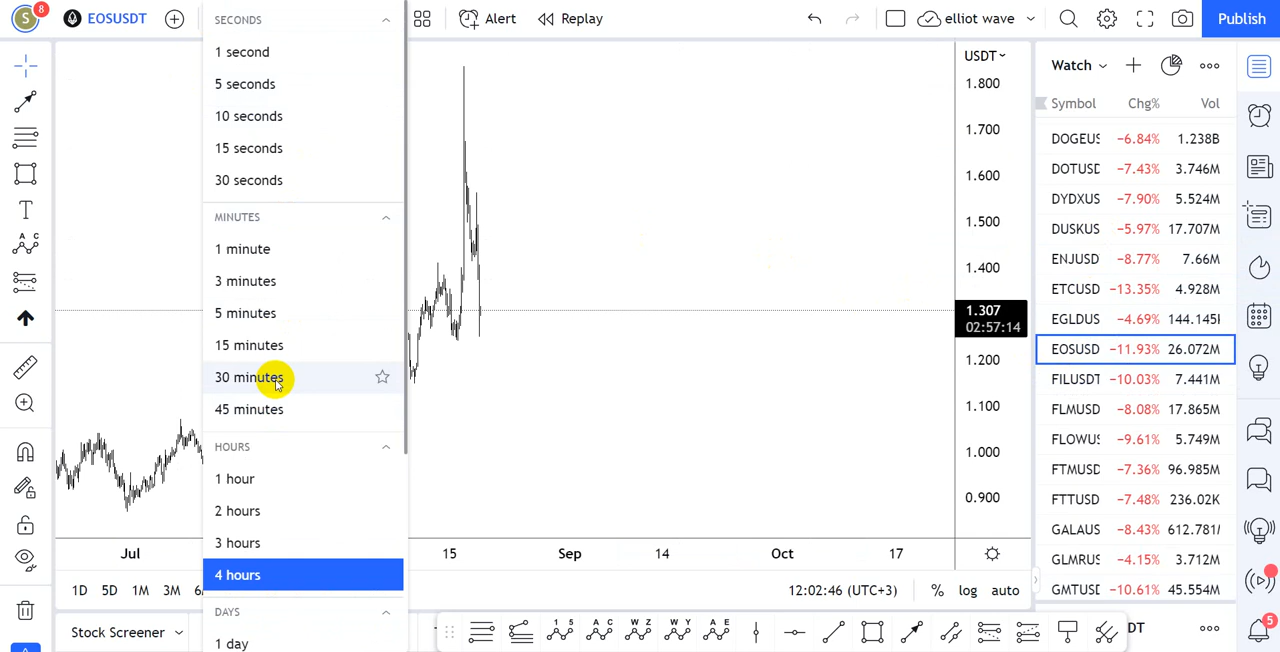 S 8 EOSUSDT Alert Replay elliot wave Publish
SECONDS
1 second
5 seconds
10 seconds
15 seconds
30 seconds
MINUTES
1 minute
3 minutes
5 minutes
15 minutes
30 minutes
45 minutes
HOURS
1 hour
2 hours
3 hours
4 hours
DAYS
1 day
USDT
1.800
1.700
1.600
1.500
1.400
1.307
02:57:14
1.200
1.106
1.000
0.900
Jul 15 Sep 14 Oct 17
1D 5D 1M 3M 12:02:46 (UTC+3) % log auto
Stock Screener
Watch
Symbol Chg% Vol
DOGEUS −6.84% 1.238B
DOTUSD −7.43% 3.746M
DYDXUS −7.90% 5.524M
DUSKUS −5.97% 17.707M
ENJUSD −8.77% 7.66M
ETCUSD −13.35% 4.928M
EGLDUS −4.69% 144.145
EOSUSD −11.93% 26.072M
FILUSDT −10.03% 7.441M
FLMUSD −8.08% 17.865M
FLOWUS −9.61% 5.749M
FTMUSD −7.36% 96.985M
FTTUSD −7.48% 236.02K
GALAUS −8.43% 612.781
GLMRUS −4.15% 3.712M
GMTUSD −10.61% 45.554M
DT
5